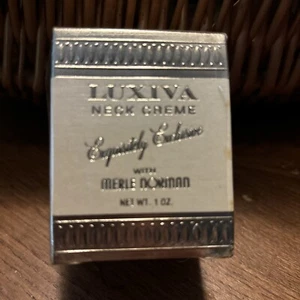 LUXIVA
NECK CREME
Exquisitely Exclusive
WITH
MERLE NORMAN
NET WT. 1 OZ.